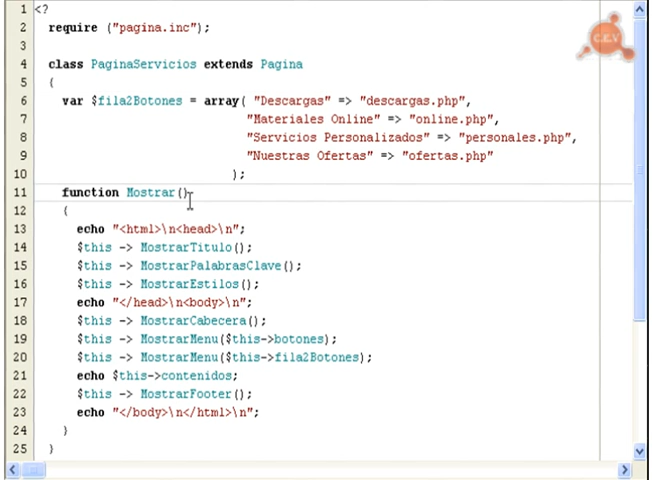 1 <?
2 require ("pagina.inc");
3
4 class PaginaServicios extends Pagina
5 {
6 var $fila2Botones = array( "Descargas" => "descargas.php",
7 "Materiales Online" => "online.php",
8 "Servicios Personalizados" => "personales.php",
9 "Nuestras Ofertas" => "ofertas.php"
10 );
11 function Mostrar()
12 {
13 echo "<html>\n<head>\n";
14 $this -> MostrarTitulo();
15 $this -> MostrarPalabrasClave();
16 $this -> MostrarEstilos();
17 echo "</head>\n<body>\n";
18 $this -> MostrarCabecera();
19 $this -> MostrarMenu($this->botones);
20 $this -> MostrarMenu($this->fila2Botones);
21 echo $this->contenidos;
22 $this -> MostrarFooter();
23 echo "</body>\n</html>\n";
24 }
25 }
C.E.V